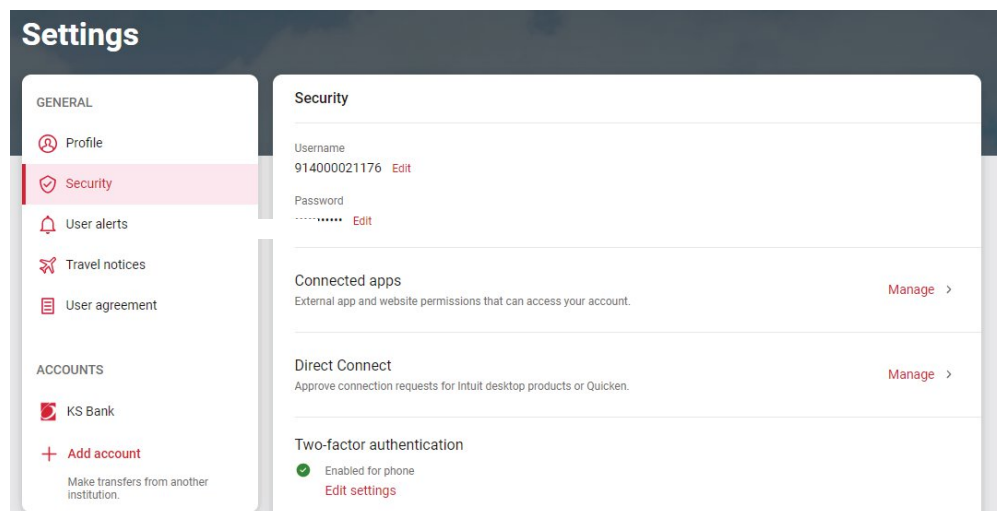 Settings
GENERAL
Profile
Security
User alerts
Travel notices
User agreement
ACCOUNTS
KS Bank
Add account
Make transfers from another
institution.
Security
Username
914000021176 Edit
Password
••••••••••• Edit
Connected apps
External app and website permissions that can access your account.
Manage >
Direct Connect
Approve connection requests for Intuit desktop products or Quicken.
Manage >
Two-factor authentication
Enabled for phone
Edit settings